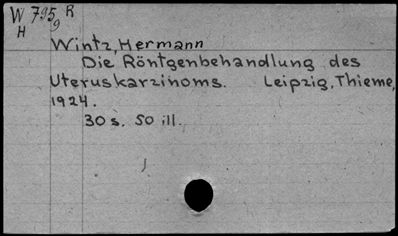 W 795 R
H 9
Wintz, Hermann
Die Röntgenbehandlung des
Uteruskarzinoms. Leipzig, Thieme,
1924.
30 s. 50 ill.